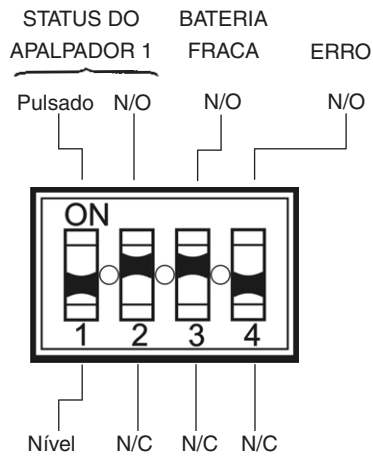 STATUS DO
APALPADOR 1
BATERIA
FRACA
ERRO
Pulsado N/O N/O N/O
ON
1 2 3 4
Nível N/C N/C N/C